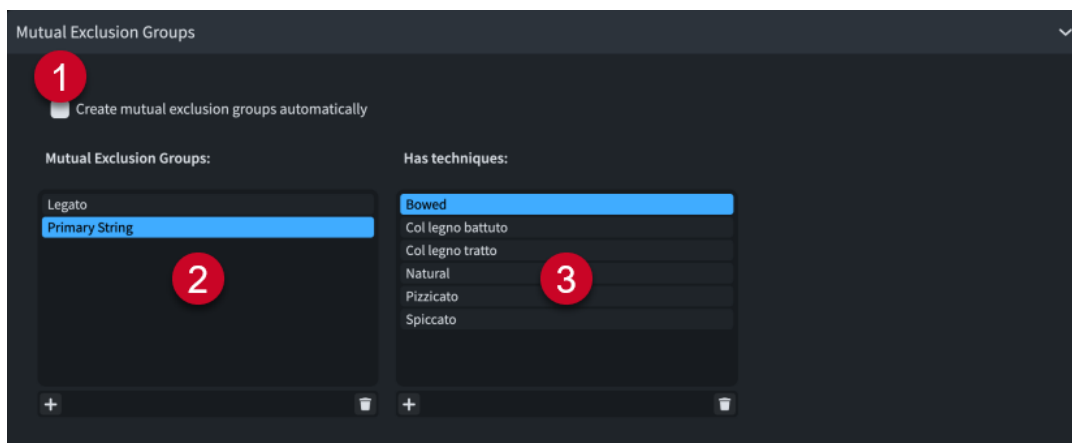 Mutual Exclusion Groups
1
Create mutual exclusion groups automatically
Mutual Exclusion Groups:
Has techniques:
Legato
Primary String
2
Bowed
Col legno battuto
Col legno tratto
Natural
Pizzicato
Spiccato
3